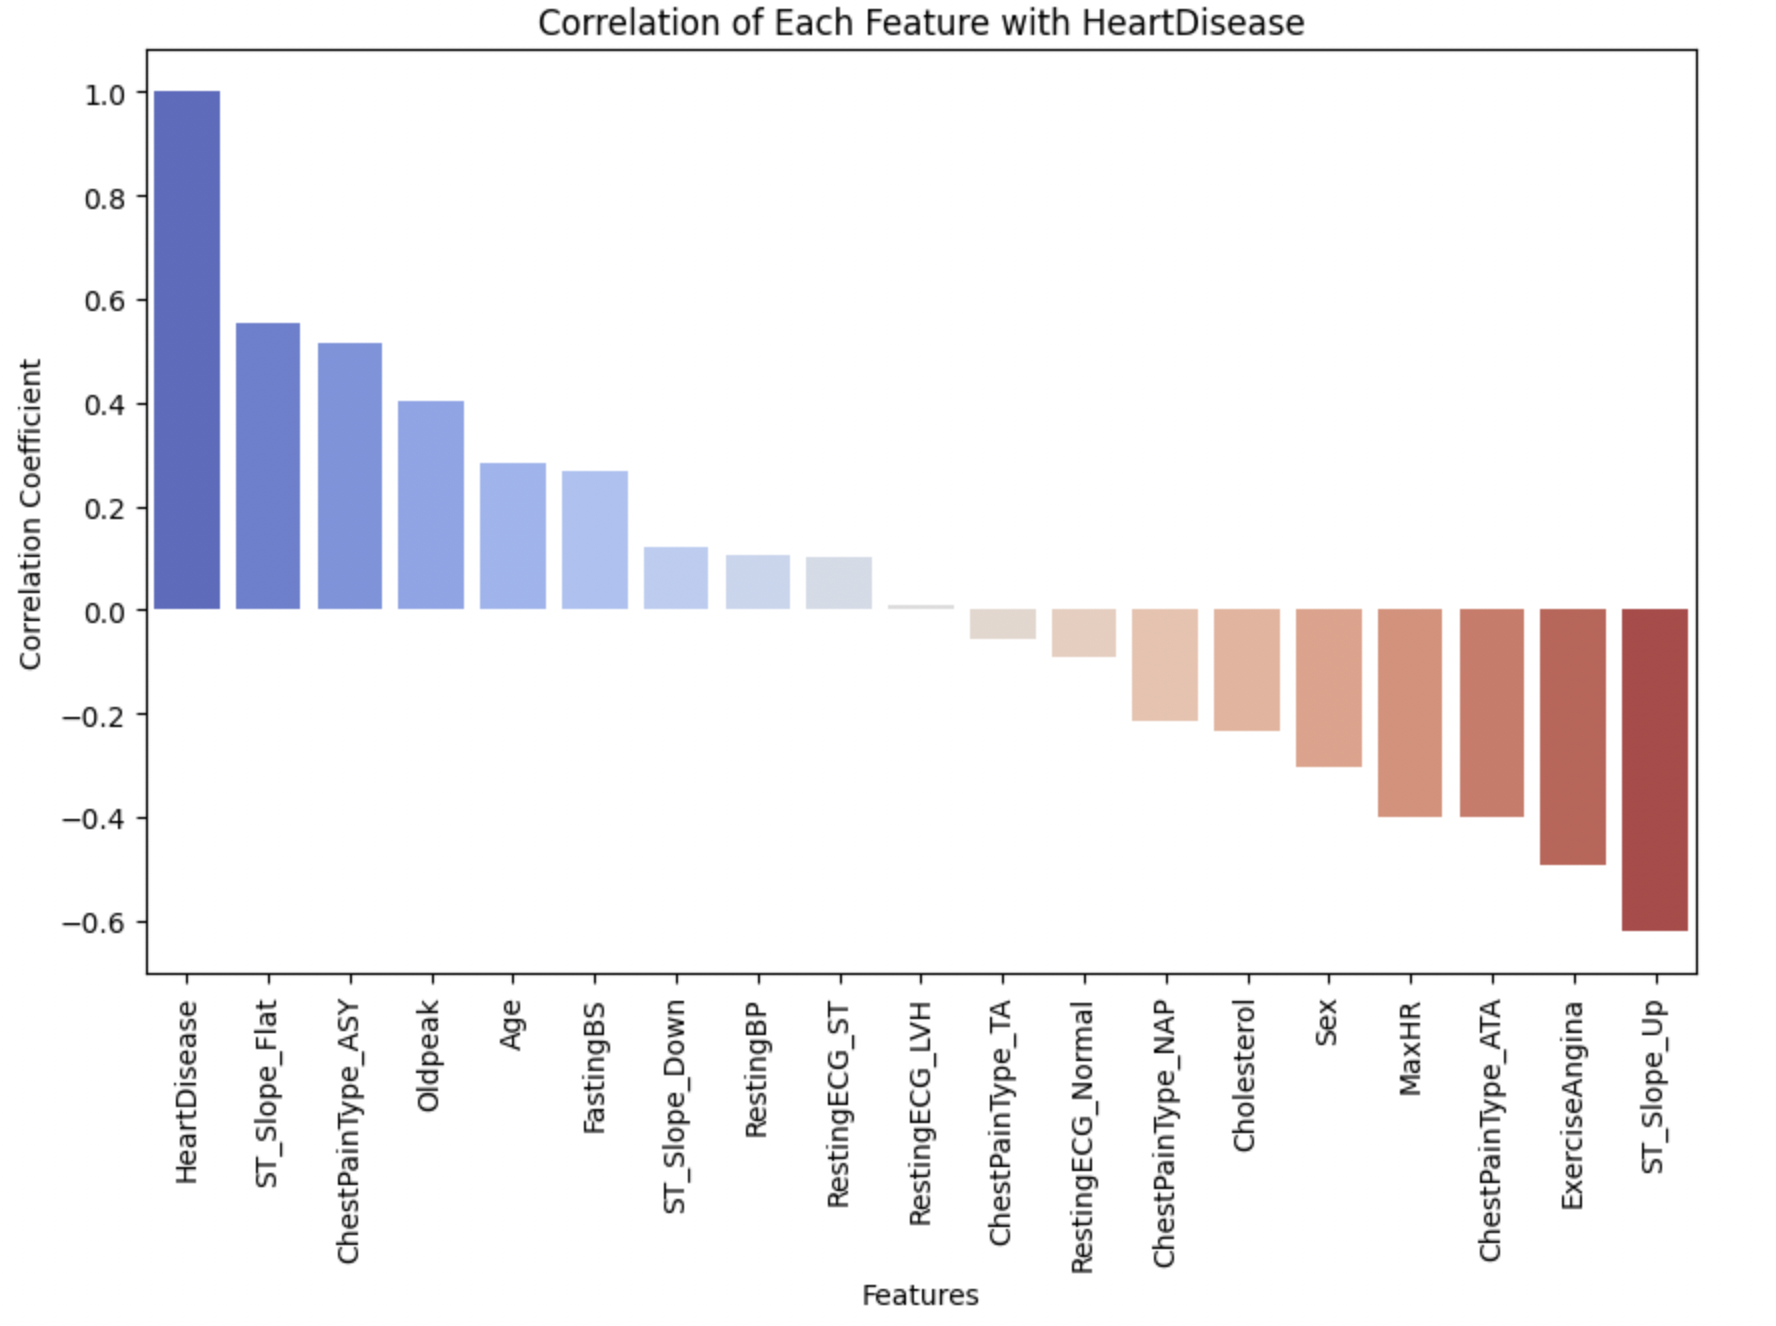 Correlation of Each Feature with HeartDisease
Correlation Coefficient
1.0
0.8
0.6
0.4
0.2
0.0
−0.2
−0.4
−0.6
HeartDisease
ST_Slope_Flat
ChestPainType_ASY
Oldpeak
Age
FastingBS
ST_Slope_Down
RestingBP
RestingECG_ST
RestingECG_LVH
ChestPainType_TA
RestingECG_Normal
ChestPainType_NAP
Cholesterol
Sex
MaxHR
ChestPainType_ATA
ExerciseAngina
ST_Slope_Up
Features